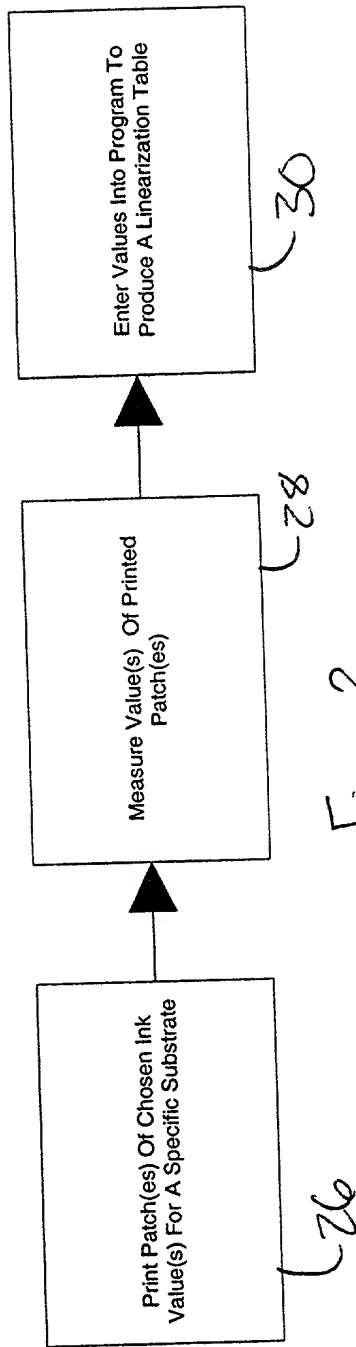 Print Patch(es) Of Chosen Ink
Value(s) For A Specific Substrate
26
Measure Value(s) Of Printed
Patch(es)
28
Enter Values Into Program To
Produce A Linearization Table
30